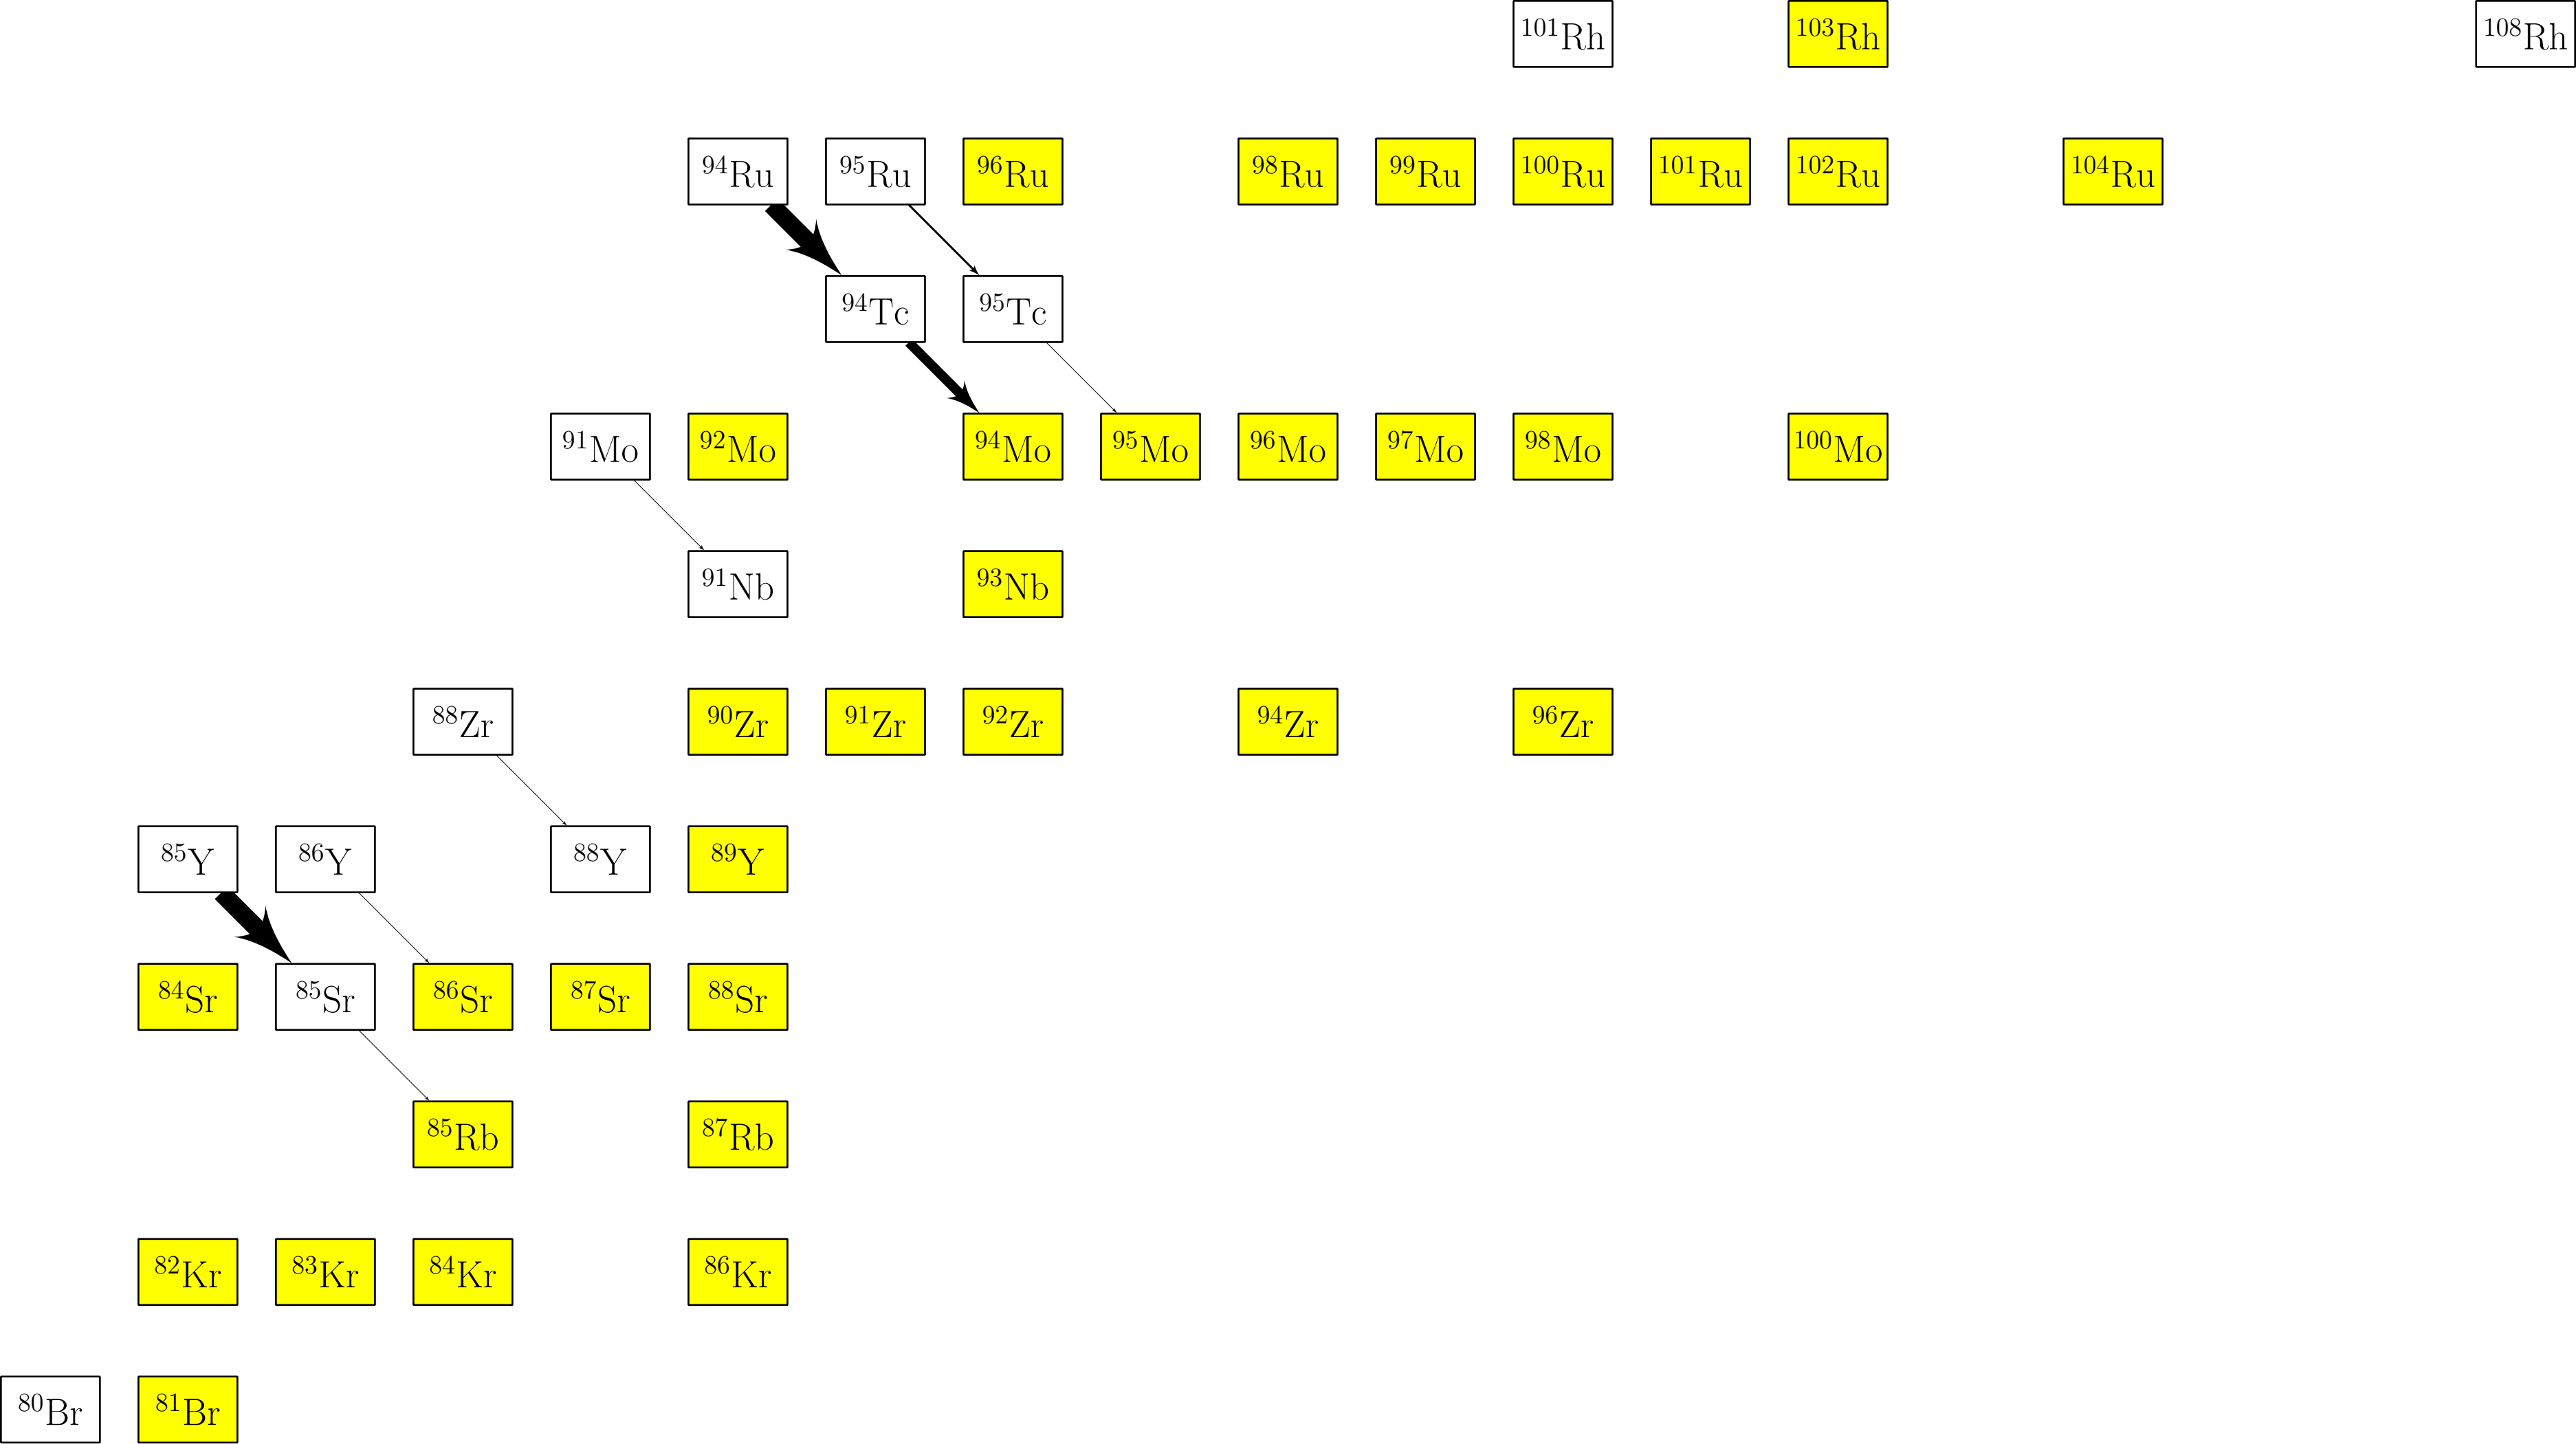 ¹⁰¹Rh ¹⁰³Rh ¹⁰⁸Rh
⁹⁴Ru ⁹⁵Ru ⁹⁶Ru ⁹⁸Ru ⁹⁹Ru ¹⁰⁰Ru ¹⁰¹Ru ¹⁰²Ru ¹⁰⁴Ru
⁹⁴Tc ⁹⁵Tc
⁹¹Mo ⁹²Mo ⁹⁴Mo ⁹⁵Mo ⁹⁶Mo ⁹⁷Mo ⁹⁸Mo ¹⁰⁰Mo
⁹¹Nb ⁹³Nb
⁸⁸Zr ⁹⁰Zr ⁹¹Zr ⁹²Zr ⁹⁴Zr ⁹⁶Zr
⁸⁵Y ⁸⁶Y ⁸⁸Y ⁸⁹Y
⁸⁴Sr ⁸⁵Sr ⁸⁶Sr ⁸⁷Sr ⁸⁸Sr
⁸⁵Rb ⁸⁷Rb
⁸²Kr ⁸³Kr ⁸⁴Kr ⁸⁶Kr
⁸⁰Br ⁸¹Br